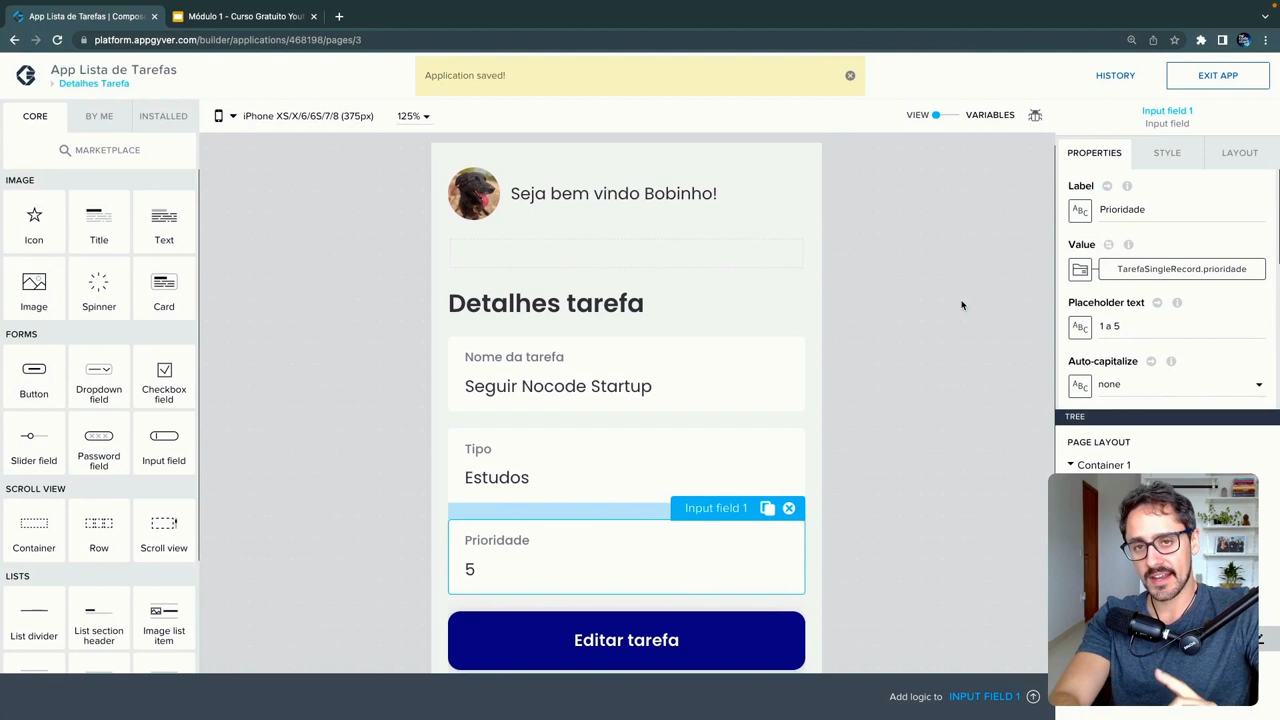 App Lista de Tarefas | Compos
Módulo 1 - Curso Gratuito Yout
platform.appgyver.com/builder/applications/468198/pages/3
App Lista de Tarefas
Detalhes Tarefa
Application saved!
HISTORY
EXIT APP
CORE
BY ME
INSTALLED
iPhone XS/X/6/6S/7/8 (375px)
125%
VIEW
VARIABLES
Input field 1
Input field
MARKETPLACE
PROPERTIES
STYLE
LAYOUT
IMAGE
Icon
Title
Text
Image
Spinner
Card
FORMS
Button
Dropdown field
Checkbox field
Slider field
Password field
Input field
SCROLL VIEW
Container
Row
Scroll view
LISTS
List divider
List section header
Image list item
Seja bem vindo Bobinho!
Detalhes tarefa
Nome da tarefa
Seguir Nocode Startup
Tipo
Estudos
Input field 1
Prioridade
5
Editar tarefa
Label
ABC
Prioridade
Value
TarefaSingleRecord.prioridade
Placeholder text
ABC
1 a 5
Auto-capitalize
ABC
none
TREE
PAGE LAYOUT
Container 1
Add logic to INPUT FIELD 1